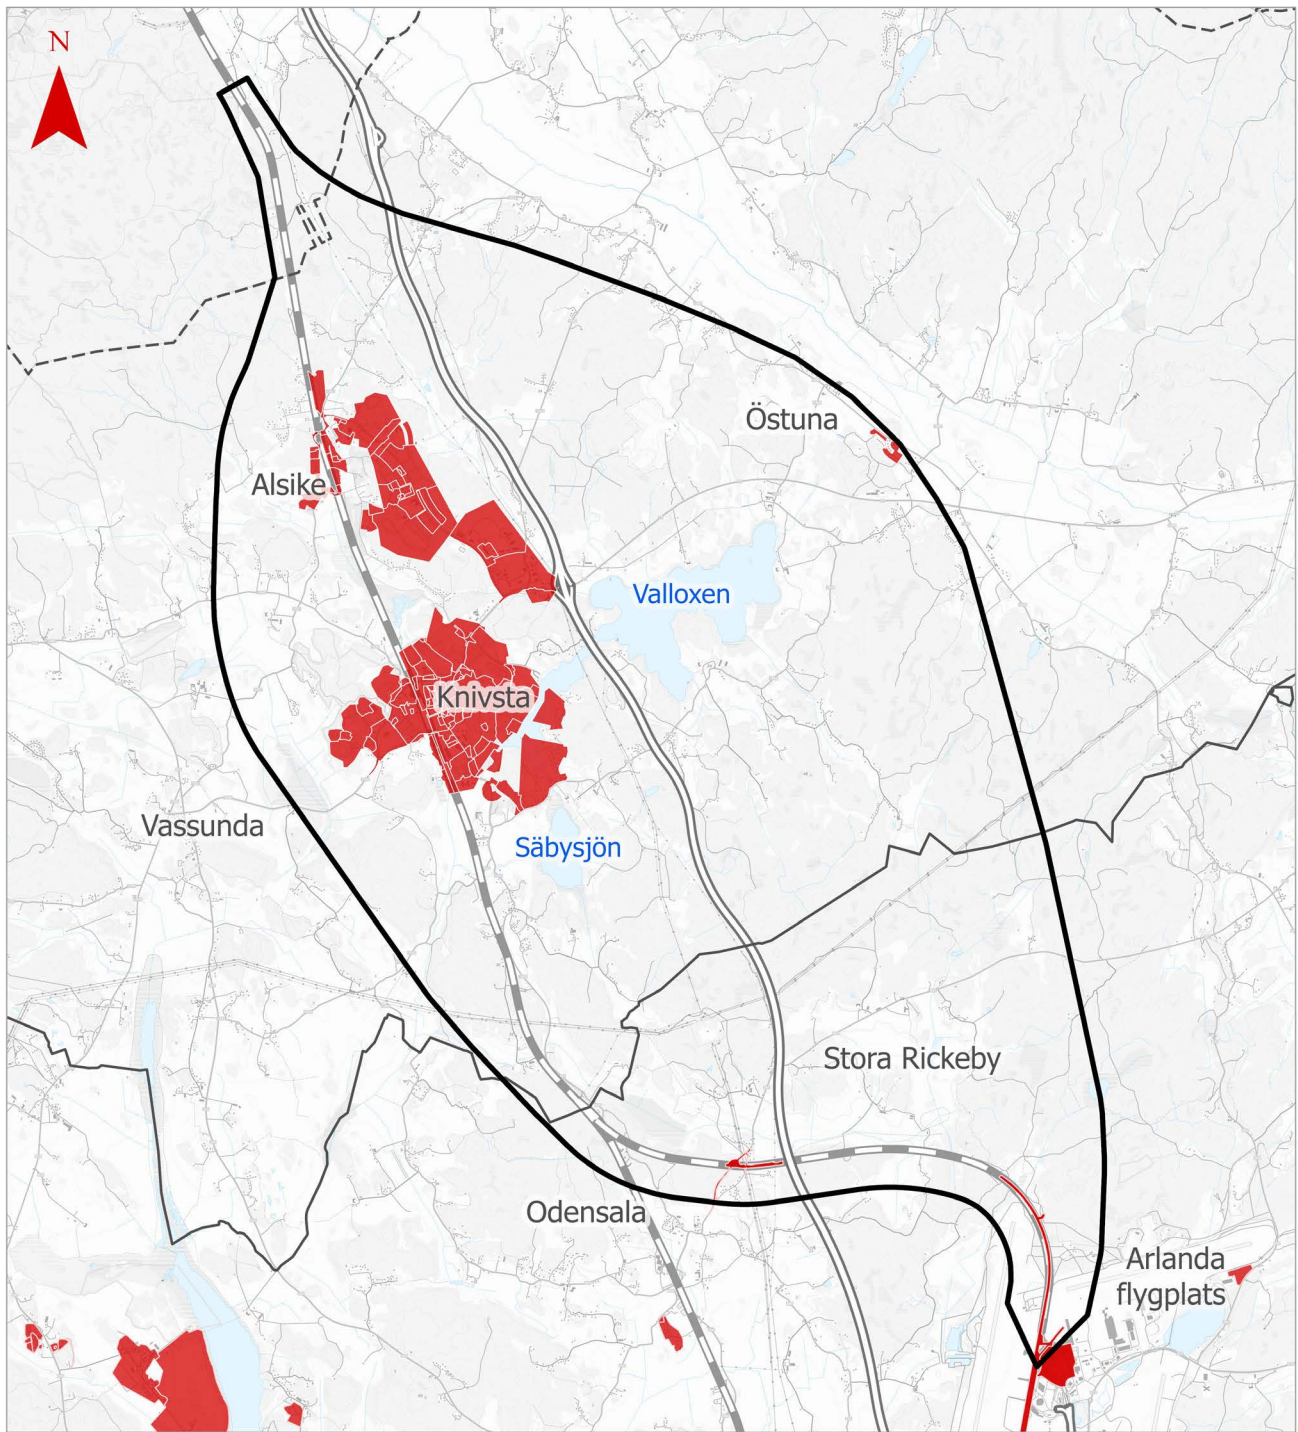 N
Östuna
Alsike
Valloxen
Knivsta
Vassunda
Säbysjön
Stora Rickeby
Odensala
Arlanda
flygplats